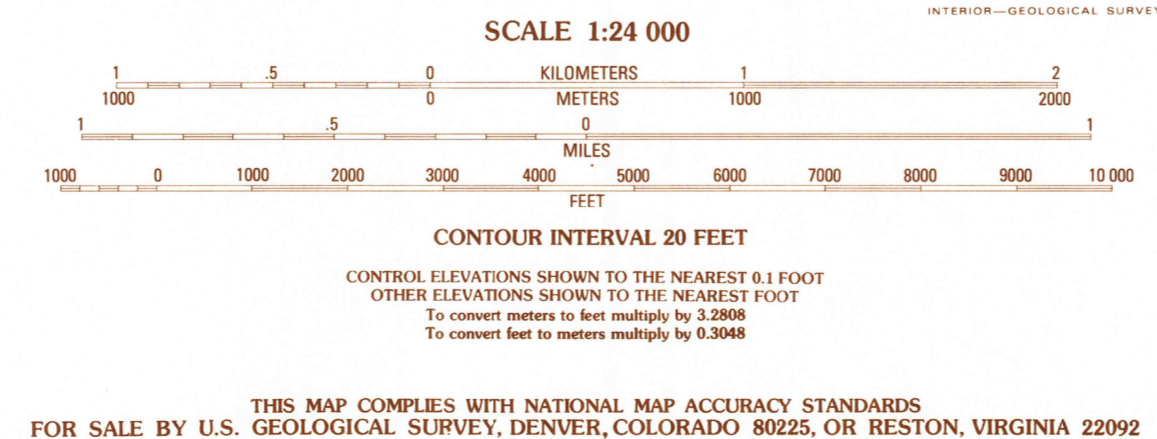 INTERIOR—GEOLOGICAL SURVEY
SCALE 1:24 000
1 .5 0 KILOMETERS 1 2
1000 0 METERS 1000 2000
1 .5 0 1
MILES
1000 0 1000 2000 3000 4000 5000 6000 7000 8000 9000 10 000
FEET
CONTOUR INTERVAL 20 FEET
CONTROL ELEVATIONS SHOWN TO THE NEAREST 0.1 FOOT
OTHER ELEVATIONS SHOWN TO THE NEAREST FOOT
To convert meters to feet multiply by 3.2808
To convert feet to meters multiply by 0.3048
THIS MAP COMPLIES WITH NATIONAL MAP ACCURACY STANDARDS
FOR SALE BY U.S. GEOLOGICAL SURVEY, DENVER, COLORADO 80225, OR RESTON, VIRGINIA 22092